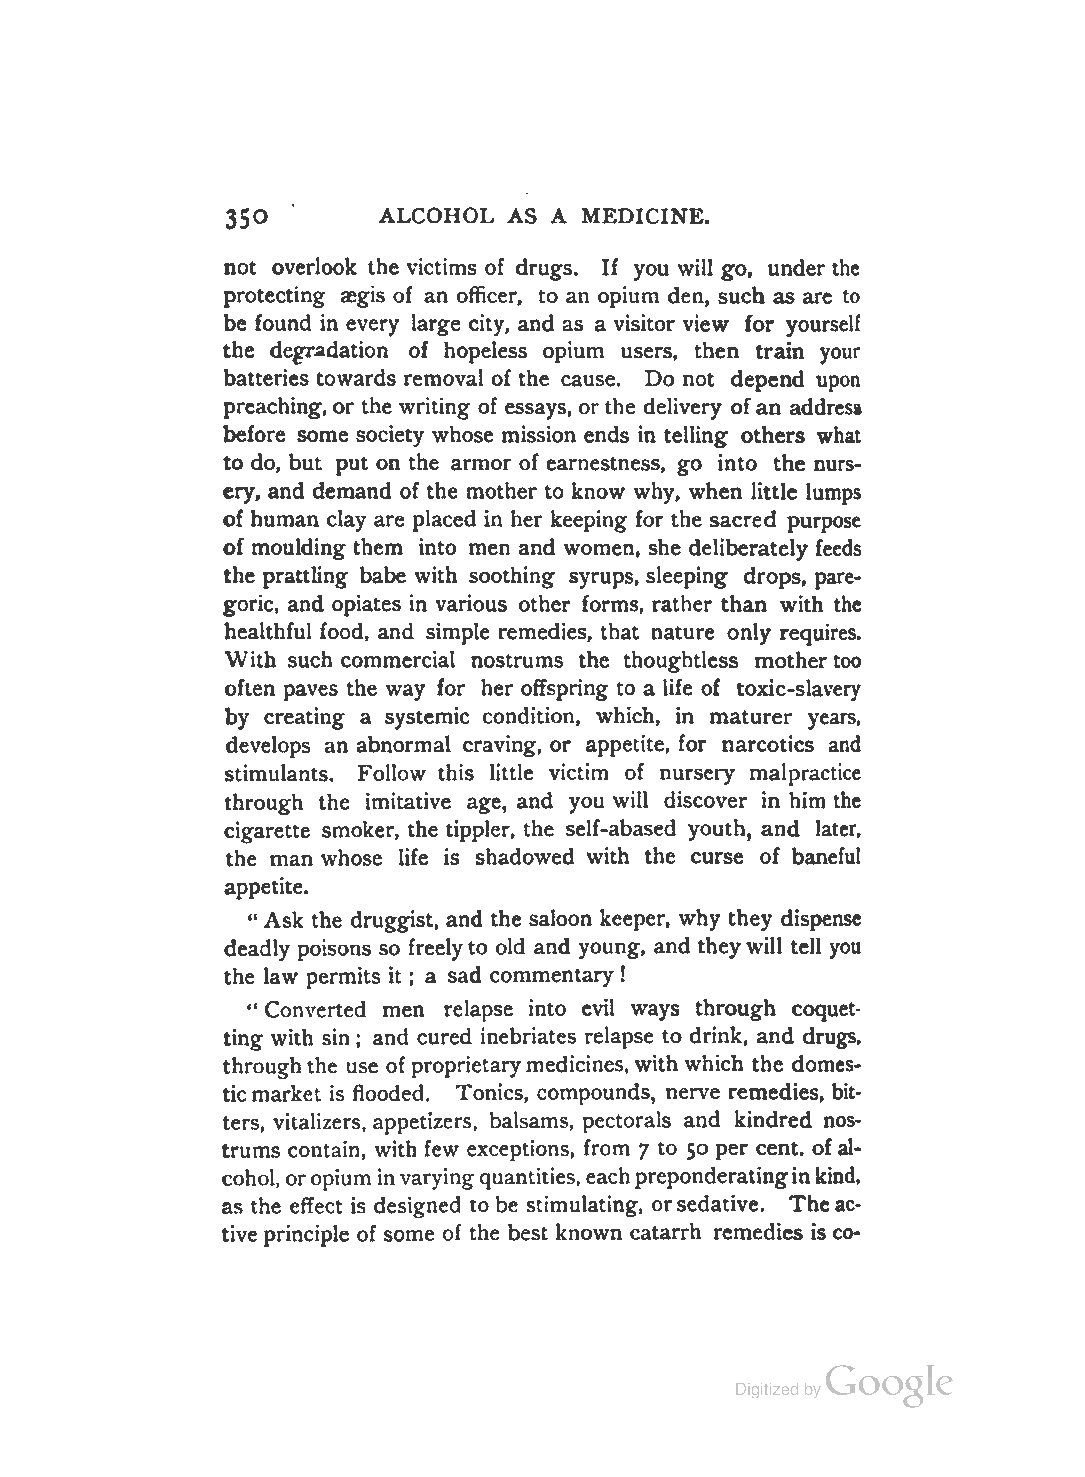 350 ALCOHOL AS A MEDICINE.
not overlook the victims of drugs. If you will go, under the
protecting ægis of an officer, to an opium den, such as are to
be found in every large city, and as a visitor view for yourself
the degradation of hopeless opium users, then train your
batteries towards removal of the cause. Do not depend upon
preaching, or the writing of essays, or the delivery of an address
before some society whose mission ends in telling others what
to do, but put on the armor of earnestness, go into the nurs-
ery, and demand of the mother to know why, when little lumps
of human clay are placed in her keeping for the sacred purpose
of moulding them into men and women, she deliberately feeds
the prattling babe with soothing syrups, sleeping drops, pare-
goric, and opiates in various other forms, rather than with the
healthful food, and simple remedies, that nature only requires.
With such commercial nostrums the thoughtless mother too
often paves the way for her offspring to a life of toxic-slavery
by creating a systemic condition, which, in maturer years,
develops an abnormal craving, or appetite, for narcotics and
stimulants. Follow this little victim of nursery malpractice
through the imitative age, and you will discover in him the
cigarette smoker, the tippler, the self-abased youth, and later,
the man whose life is shadowed with the curse of baneful
appetite.
“ Ask the druggist, and the saloon keeper, why they dispense
deadly poisons so freely to old and young, and they will tell you
the law permits it ; a sad commentary !
“ Converted men relapse into evil ways through coquet-
ting with sin ; and cured inebriates relapse to drink, and drugs,
through the use of proprietary medicines, with which the domes-
tic market is flooded. Tonics, compounds, nerve remedies, bit-
ters, vitalizers, appetizers, balsams, pectorals and kindred nos-
trums contain, with few exceptions, from 7 to 50 per cent. of al-
cohol, or opium in varying quantities, each preponderating in kind,
as the effect is designed to be stimulating, or sedative. The ac-
tive principle of some of the best known catarrh remedies is co-
Digitized by Google